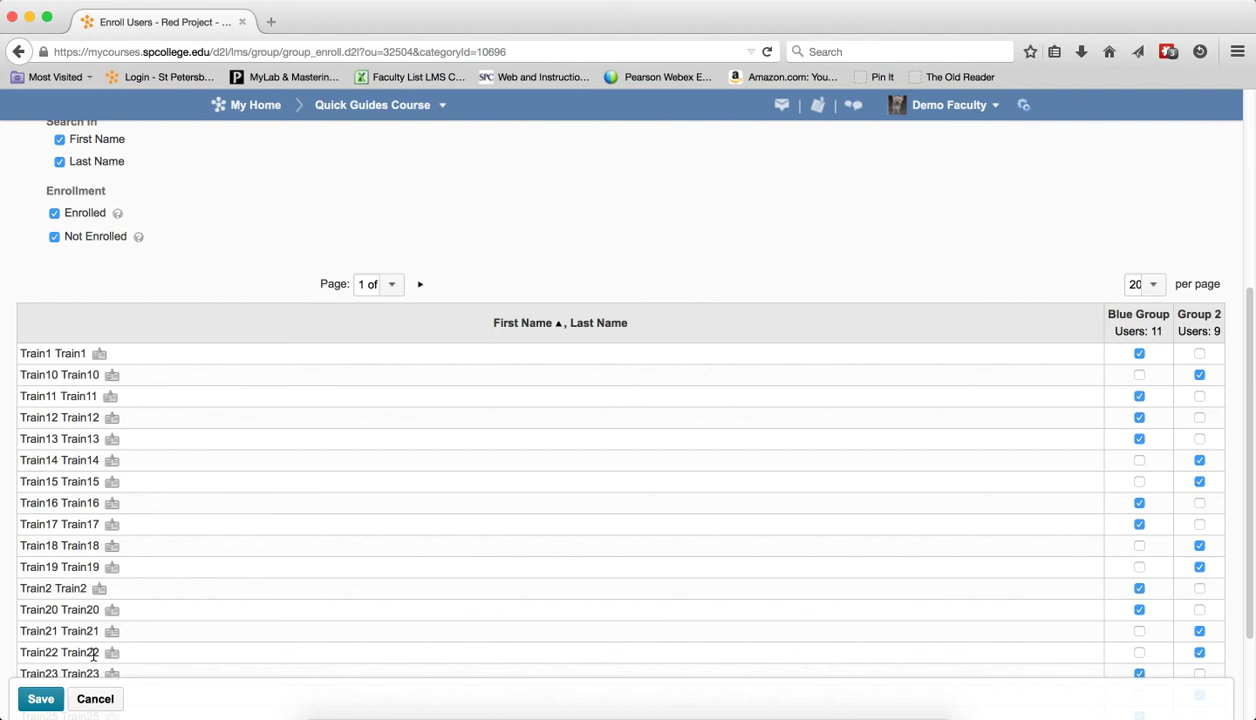 Enroll Users - Red Project - ...
https://mycourses.spcollege.edu/d2l/lms/group/group_enroll.d2l?ou=32504&categoryId=10696
Search
Most Visited
Login - St Petersb...
MyLab & Masterin...
Faculty List LMS C...
SPC
Web and Instructio...
Pearson Webex E...
Amazon.com: You...
Pin It
The Old Reader
My Home
Quick Guides Course
Demo Faculty
Search In
First Name
Last Name
Enrollment
Enrolled
Not Enrolled
Page: 1 of
20 per page
First Name ▲, Last Name
Blue Group
Users: 11
Group 2
Users: 9
Train1 Train1
Train10 Train10
Train11 Train11
Train12 Train12
Train13 Train13
Train14 Train14
Train15 Train15
Train16 Train16
Train17 Train17
Train18 Train18
Train19 Train19
Train2 Train2
Train20 Train20
Train21 Train21
Train22 Train22
Train23 Train23
Save
Cancel
Train25 Train25